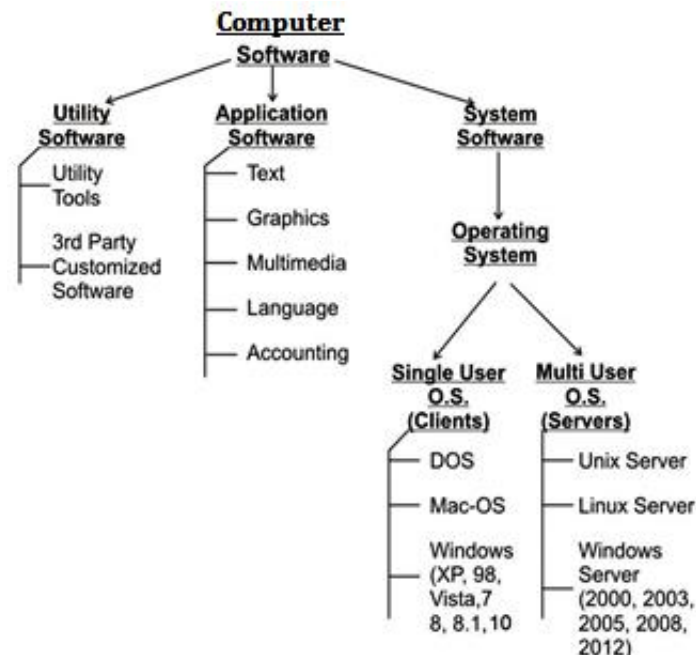 Computer
Software
Utility
Software
Utility
Tools
3rd Party
Customized
Software
Application
Software
Text
Graphics
Multimedia
Language
Accounting
System
Software
Operating
System
Single User
O.S.
(Clients)
DOS
Mac-OS
Windows
(XP, 98,
Vista,7
8, 8.1,10
Multi User
O.S.
(Servers)
Unix Server
Linux Server
Windows
Server
(2000, 2003,
2005, 2008,
2012)